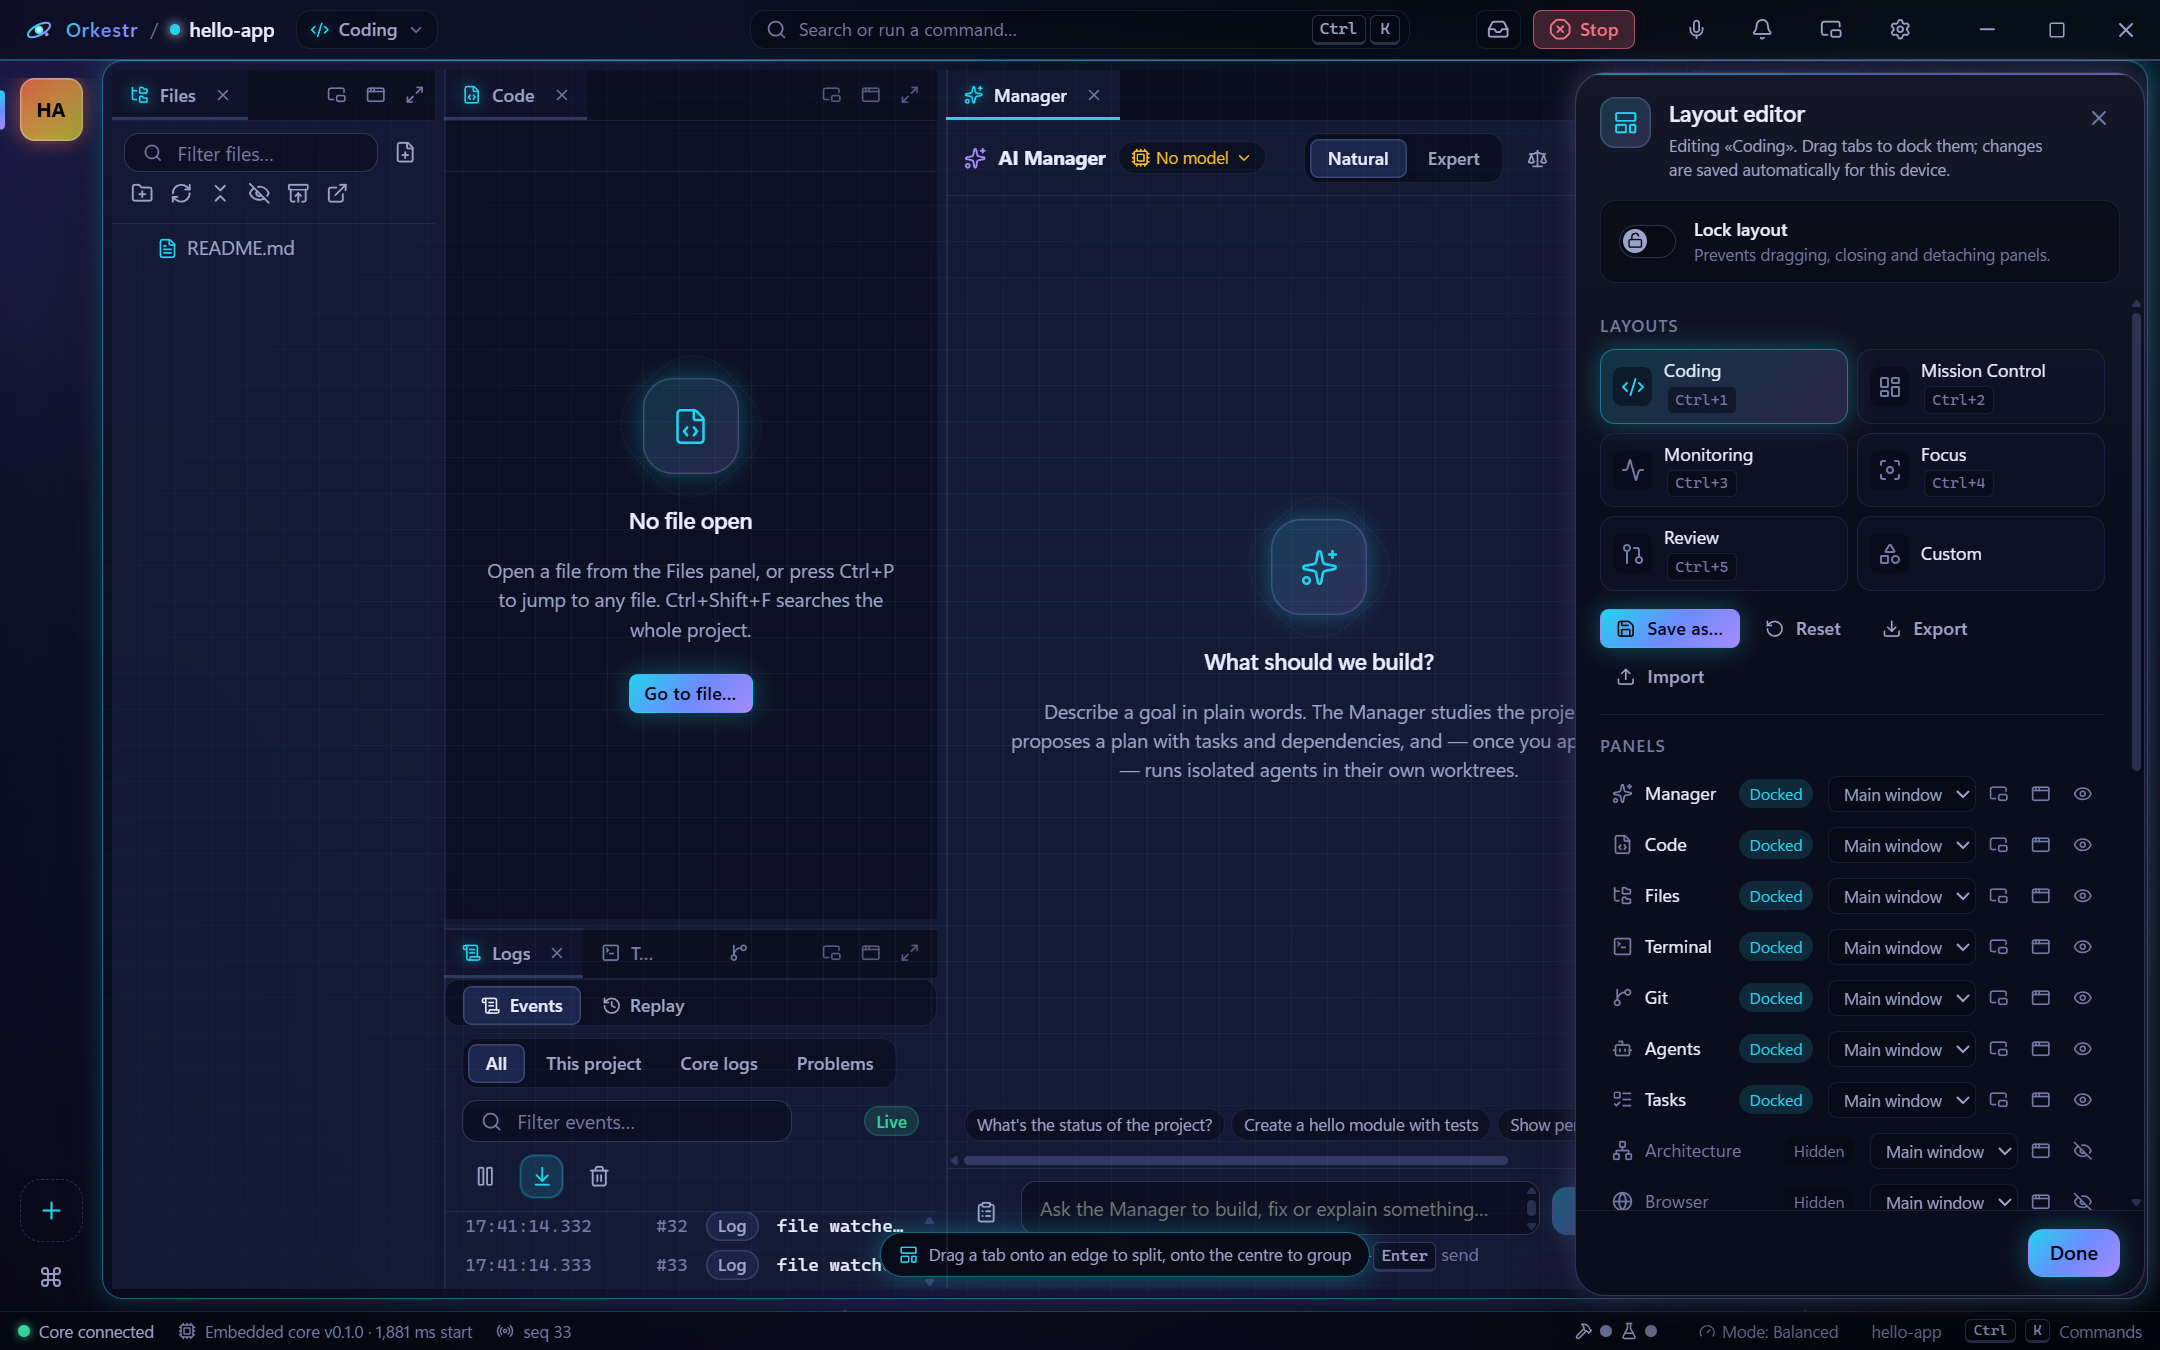 Orkestr / hello-app
Coding
Search or run a command...
Ctrl K
Stop
HA
Files
Code
Manager
Filter files...
README.md
No file open
Open a file from the Files panel, or press Ctrl+P
to jump to any file. Ctrl+Shift+F searches the
whole project.
Go to file...
Logs
T...
Events
Replay
All
This project
Core logs
Problems
Filter events...
Live
17:41:14.332 #32 Log file watche...
17:41:14.333 #33 Log file watch
AI Manager
No model
Natural
Expert
What should we build?
Describe a goal in plain words. The Manager studies the proje
proposes a plan with tasks and dependencies, and — once you ap
— runs isolated agents in their own worktrees.
What's the status of the project?
Create a hello module with tests
Show pe
Ask the Manager to build, fix or explain something...
Drag a tab onto an edge to split, onto the centre to group
Enter send
Layout editor
Editing «Coding». Drag tabs to dock them; changes
are saved automatically for this device.
Lock layout
Prevents dragging, closing and detaching panels.
LAYOUTS
Coding
Ctrl+1
Mission Control
Ctrl+2
Monitoring
Ctrl+3
Focus
Ctrl+4
Review
Ctrl+5
Custom
Save as...
Reset
Export
Import
PANELS
Manager Docked Main window
Code Docked Main window
Files Docked Main window
Terminal Docked Main window
Git Docked Main window
Agents Docked Main window
Tasks Docked Main window
Architecture Hidden Main window
Browser Hidden Main window
Done
Core connected
Embedded core v0.1.0 · 1,881 ms start
seq 33
Mode: Balanced
hello-app
Ctrl K Commands